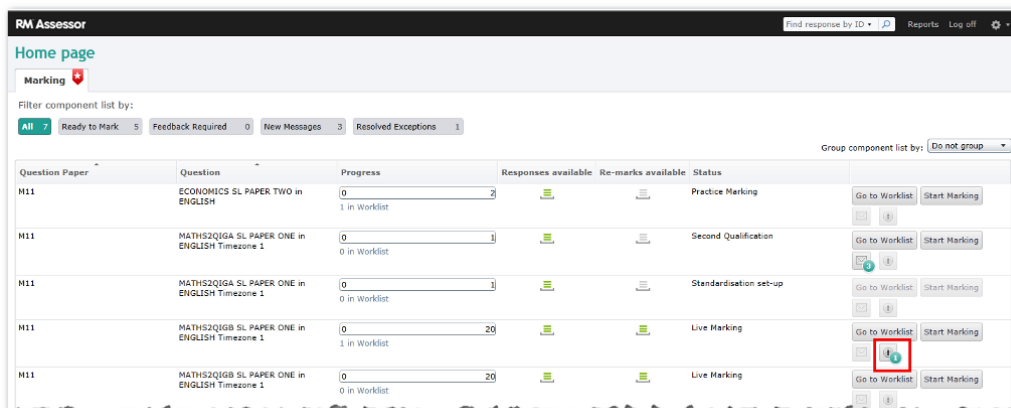 RM Assessor Find response by ID Reports Log off
Home page
Marking
Filter component list by:
All 7 Ready to Mark 5 Feedback Required 0 New Messages 3 Resolved Exceptions 1
Group component list by: Do not group
Question Paper Question Progress Responses available Re-marks available Status
M11 ECONOMICS SL PAPER TWO in 0 2 Practice Marking Go to Worklist Start Marking
ENGLISH 1 in Worklist
M11 MATHS2QIGA SL PAPER ONE in 0 1 Second Qualification Go to Worklist Start Marking
ENGLISH Timezone 1 0 in Worklist 3
M11 MATHS2QIGA SL PAPER ONE in 0 1 Standardisation set-up Go to Worklist Start Marking
ENGLISH Timezone 1 0 in Worklist
M11 MATHS2QIGB SL PAPER ONE in 0 20 Live Marking Go to Worklist Start Marking
ENGLISH Timezone 1 1 in Worklist 1
M11 MATHS2QIGB SL PAPER ONE in 0 20 Live Marking Go to Worklist Start Marking
ENGLISH Timezone 1 0 in Worklist